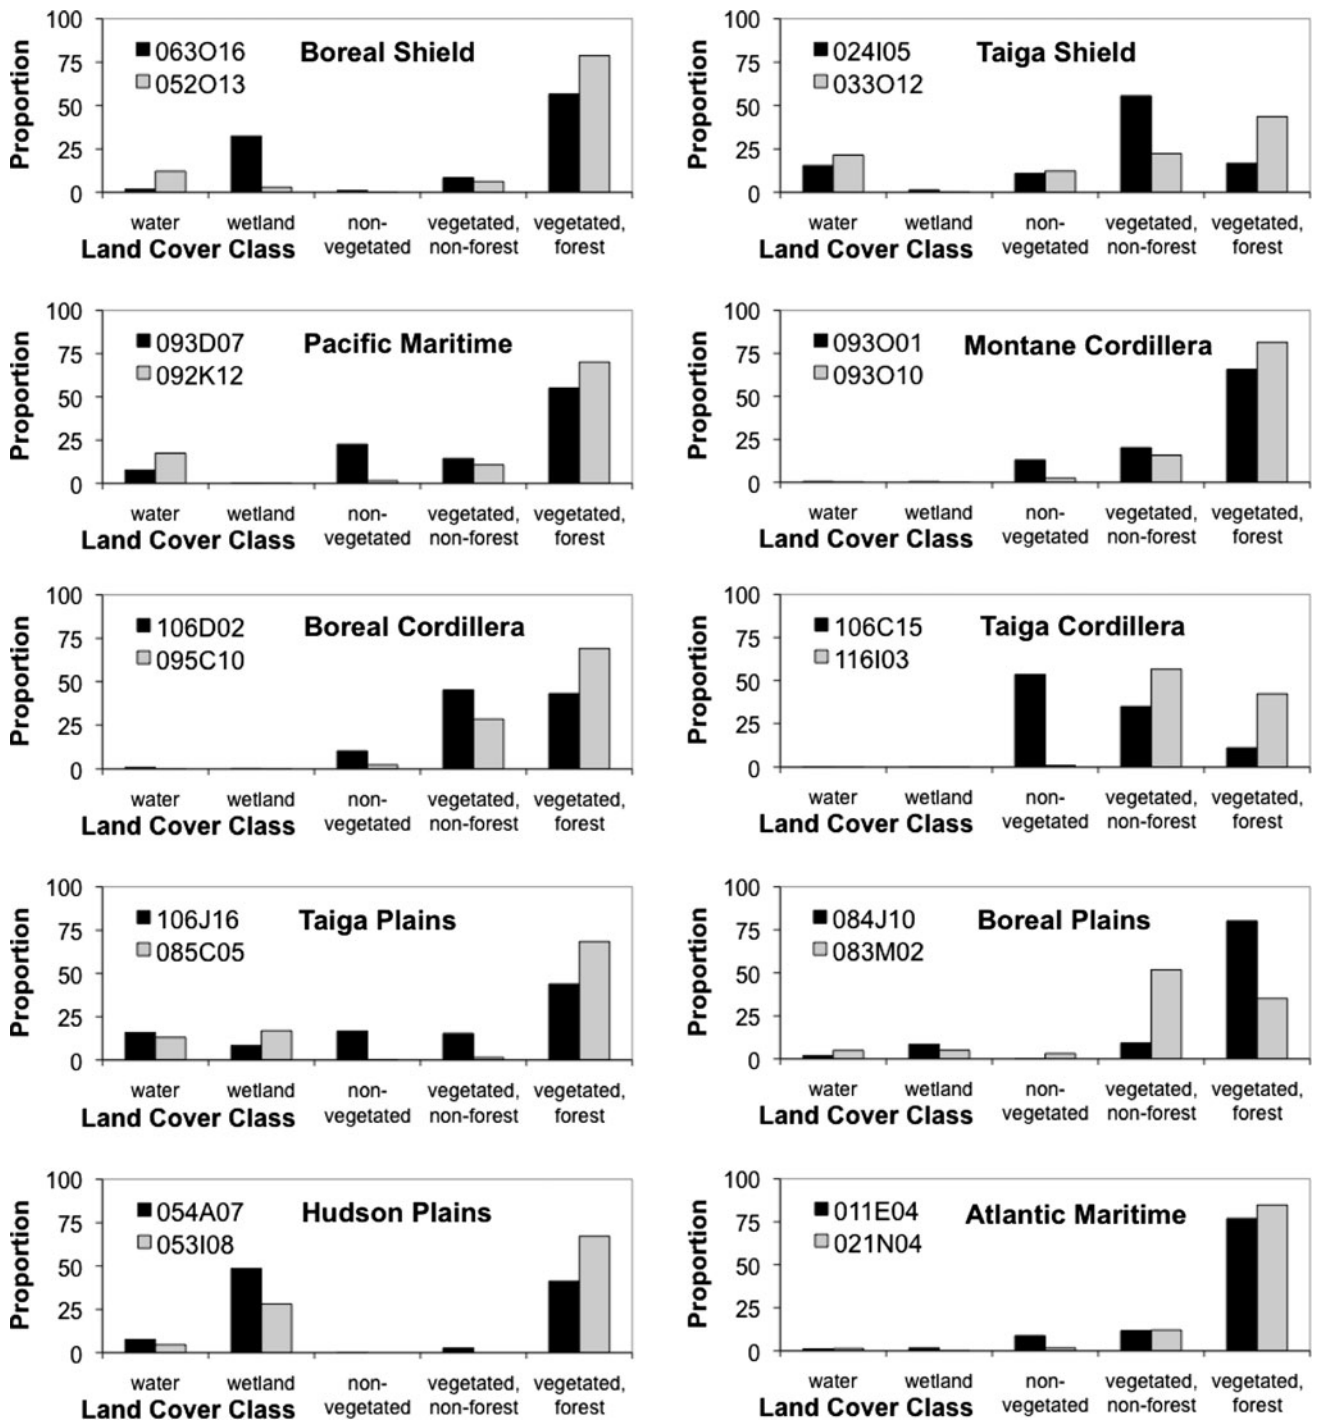 100
75
50
25
0
Proportion
063O16
052O13
Boreal Shield
water
wetland
non-
vegetated
vegetated,
non-forest
vegetated,
forest
Land Cover Class
100
75
50
25
0
Proportion
024I05
033O12
Taiga Shield
water
wetland
non-
vegetated
vegetated,
non-forest
vegetated,
forest
Land Cover Class
100
75
50
25
0
Proportion
093D07
092K12
Pacific Maritime
water
wetland
non-
vegetated
vegetated,
non-forest
vegetated,
forest
Land Cover Class
100
75
50
25
0
Proportion
093O01
093O10
Montane Cordillera
water
wetland
non-
vegetated
vegetated,
non-forest
vegetated,
forest
Land Cover Class
100
75
50
25
0
Proportion
106D02
095C10
Boreal Cordillera
water
wetland
non-
vegetated
vegetated,
non-forest
vegetated,
forest
Land Cover Class
100
75
50
25
0
Proportion
106C15
116I03
Taiga Cordillera
water
wetland
non-
vegetated
vegetated,
non-forest
vegetated,
forest
Land Cover Class
100
75
50
25
0
Proportion
106J16
085C05
Taiga Plains
water
wetland
non-
vegetated
vegetated,
non-forest
vegetated,
forest
Land Cover Class
100
75
50
25
0
Proportion
084J10
083M02
Boreal Plains
water
wetland
non-
vegetated
vegetated,
non-forest
vegetated,
forest
Land Cover Class
100
75
50
25
0
Proportion
054A07
053I08
Hudson Plains
water
wetland
non-
vegetated
vegetated,
non-forest
vegetated,
forest
Land Cover Class
100
75
50
25
0
Proportion
011E04
021N04
Atlantic Maritime
water
wetland
non-
vegetated
vegetated,
non-forest
vegetated,
forest
Land Cover Class